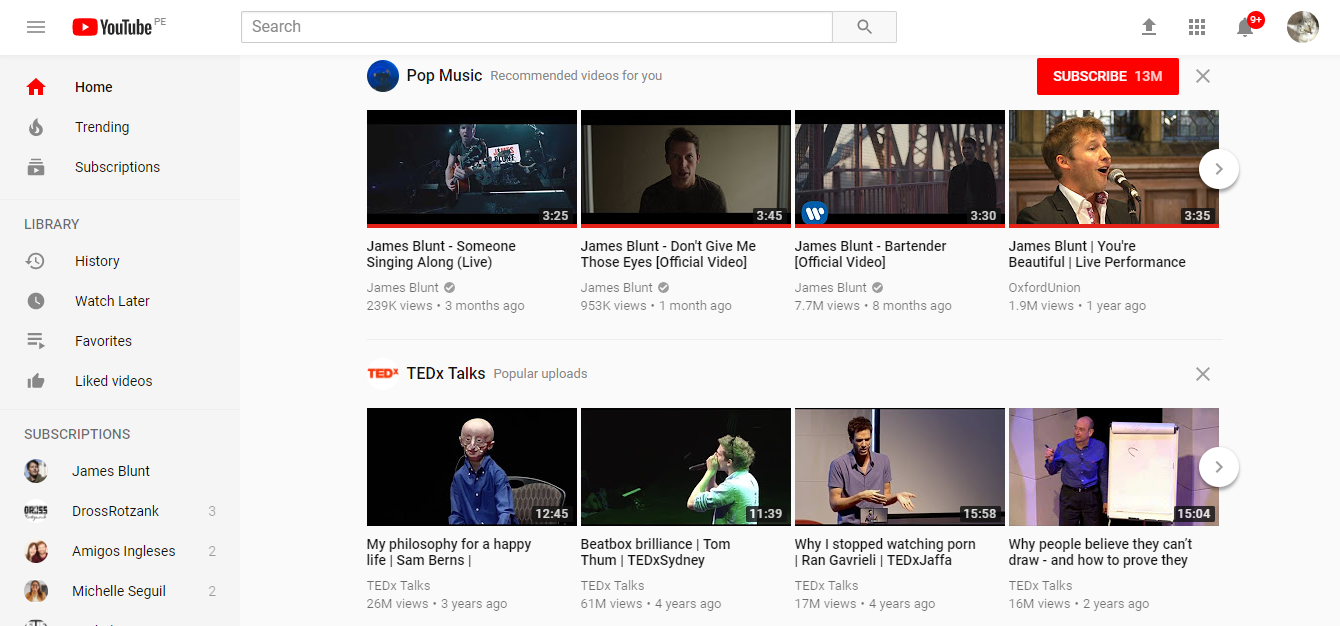 YouTube PE
Search
9+
Home
Trending
Subscriptions
LIBRARY
History
Watch Later
Favorites
Liked videos
SUBSCRIPTIONS
James Blunt
DrossRotzank 3
Amigos Ingleses 2
Michelle Seguil 2
Pop Music Recommended videos for you
SUBSCRIBE 13M
3:25
James Blunt - Someone
Singing Along (Live)
James Blunt
239K views • 3 months ago
3:45
James Blunt - Don't Give Me
Those Eyes [Official Video]
James Blunt
953K views • 1 month ago
3:30
James Blunt - Bartender
[Official Video]
James Blunt
7.7M views • 8 months ago
3:35
James Blunt | You're
Beautiful | Live Performance
OxfordUnion
1.9M views • 1 year ago
TEDx TEDx Talks Popular uploads
12:45
My philosophy for a happy
life | Sam Berns |
TEDx Talks
26M views • 3 years ago
11:39
Beatbox brilliance | Tom
Thum | TEDxSydney
TEDx Talks
61M views • 4 years ago
15:58
Why I stopped watching porn
| Ran Gavrieli | TEDxJaffa
TEDx Talks
17M views • 4 years ago
15:04
Why people believe they can't
draw - and how to prove they
TEDx Talks
16M views • 2 years ago